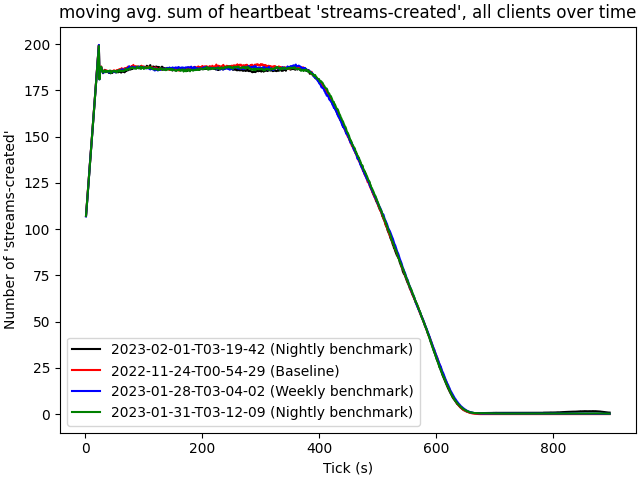 moving avg. sum of heartbeat 'streams-created', all clients over time
Number of 'streams-created'
200
175
150
125
100
75
50
25
0
2023-02-01-T03-19-42 (Nightly benchmark)
2022-11-24-T00-54-29 (Baseline)
2023-01-28-T03-04-02 (Weekly benchmark)
2023-01-31-T03-12-09 (Nightly benchmark)
0 200 400 600 800
Tick (s)